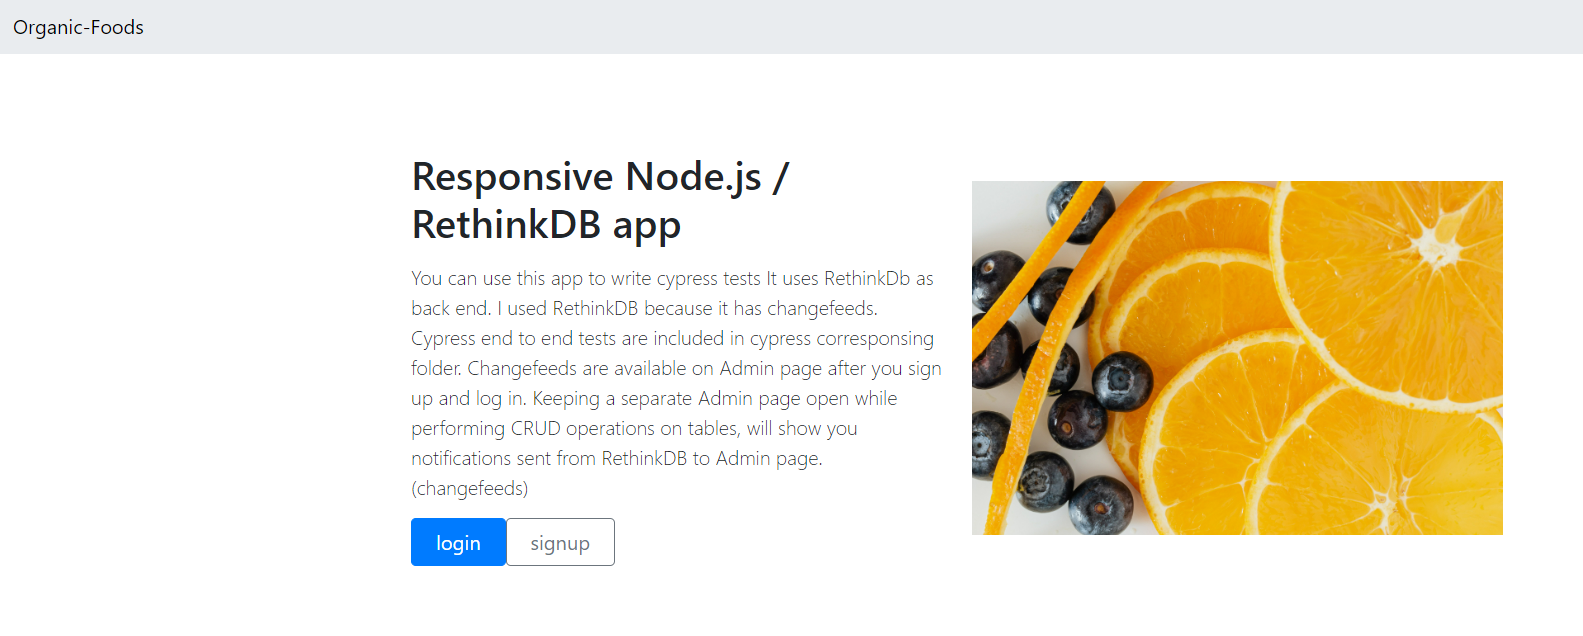 Organic-Foods
Responsive Node.js /
RethinkDB app
You can use this app to write cypress tests It uses RethinkDb as
back end. I used RethinkDB because it has changefeeds.
Cypress end to end tests are included in cypress corresponsing
folder. Changefeeds are available on Admin page after you sign
up and log in. Keeping a separate Admin page open while
performing CRUD operations on tables, will show you
notifications sent from RethinkDB to Admin page.
(changefeeds)
login
signup